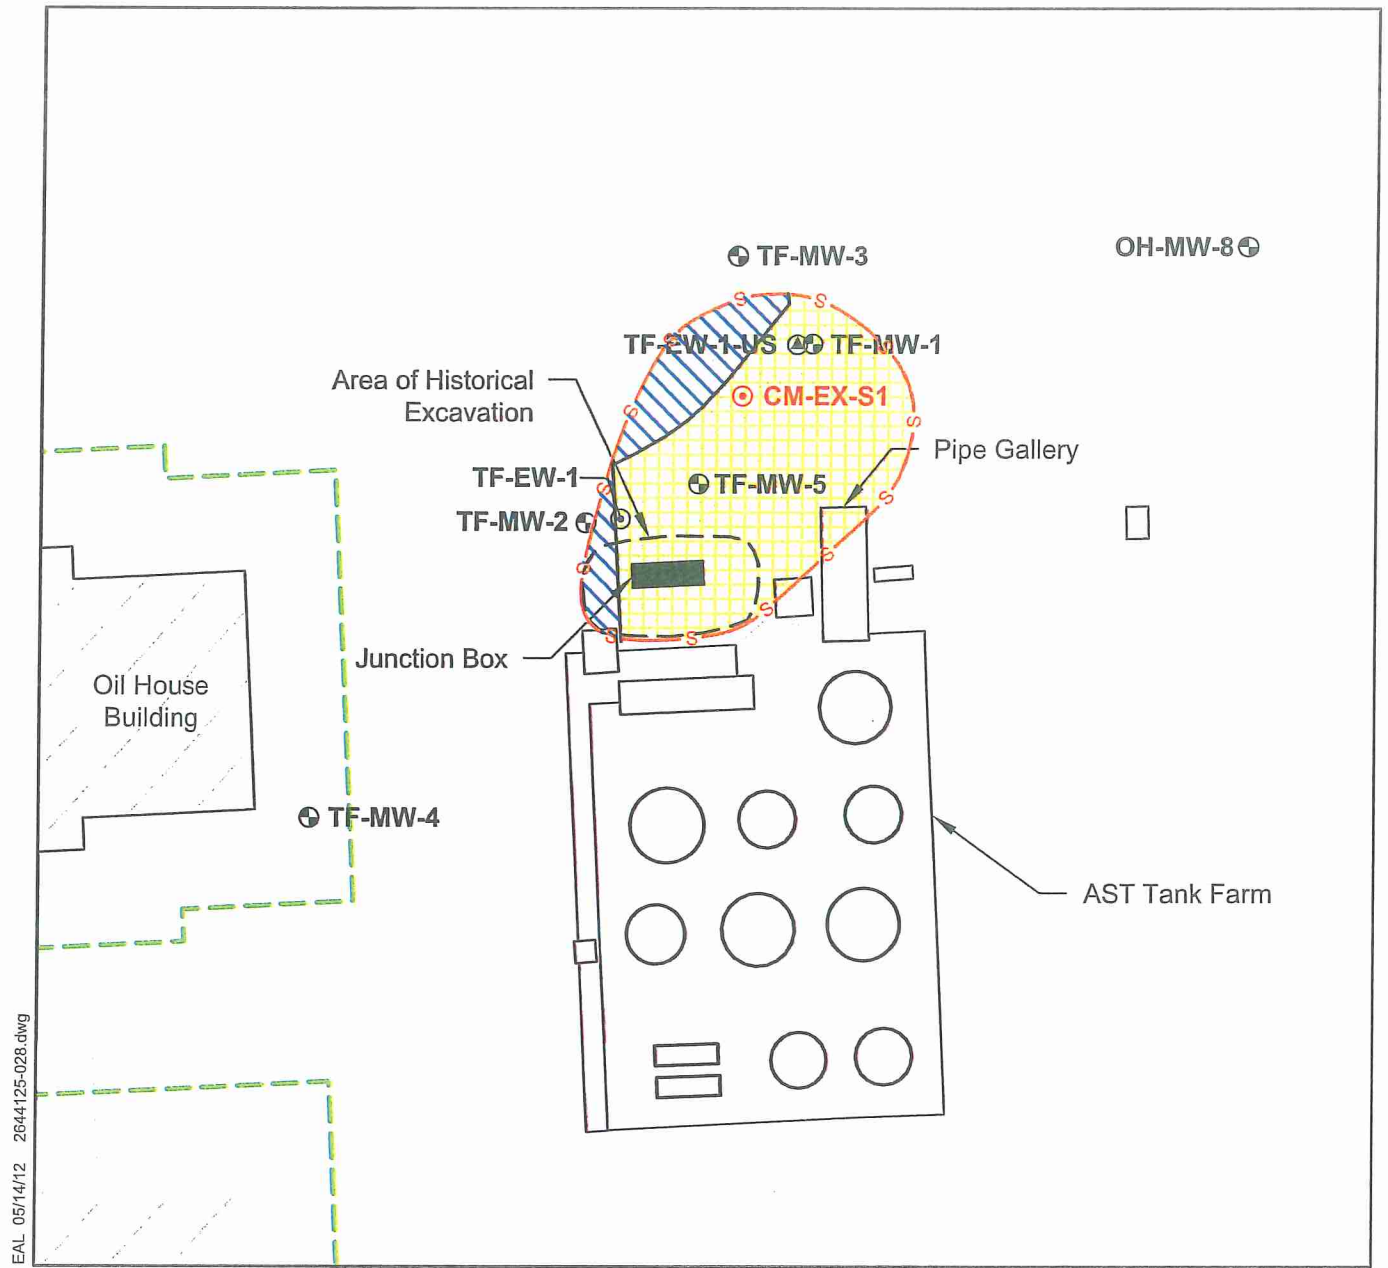 TF-MW-3
OH-MW-8
S S
TF-EW-1-US TF-MW-1
S S
Area of Historical
Excavation
CM-EX-S1
S S
Pipe Gallery
TF-EW-1
TF-MW-5
S S
TF-MW-2
S S
S
S S
Junction Box
Oil House
Building
TF-MW-4
AST Tank Farm
EAL 05/14/12 2644125-028.dwg